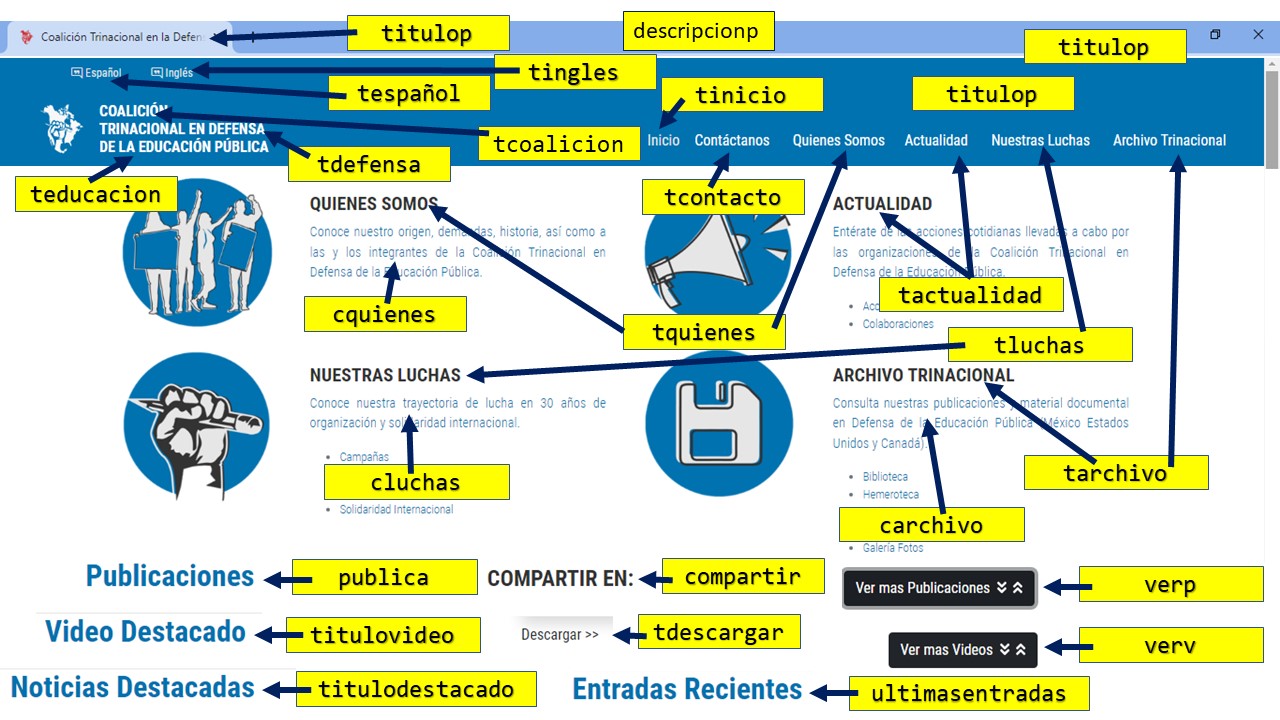 Coalición Trinacional en la Defens
titulop
descripcionp
titulop
Español
Inglés
tingles
tespañol
tinicio
titulop
COALICIÓN
TRINACIONAL EN DEFENSA
DE LA EDUCACIÓN PÚBLICA
tcoalicion
Inicio
Contáctanos
Quienes Somos
Actualidad
Nuestras Luchas
Archivo Trinacional
tdefensa
teducacion
tcontacto
QUIENES SOMOS
Conoce nuestro origen, demandas, historia, así como a
las y los integrantes de la Coalición Trinacional en
Defensa de la Educación Pública.
ACTUALIDAD
Entérate de las acciones cotidianas llevadas a cabo por
las organizaciones de la Coalición Trinacional en
Defensa de la Educación Pública.
tactualidad
Colaboraciones
cquienes
tquienes
tluchas
NUESTRAS LUCHAS
Conoce nuestra trayectoria de lucha en 30 años de
organización y solidaridad internacional.
Campañas
cluchas
Solidaridad Internacional
ARCHIVO TRINACIONAL
Consulta nuestras publicaciones y material documental
en Defensa de la Educación Pública (México Estados
Unidos y Canadá).
tarchivo
Biblioteca
Hemeroteca
carchivo
Galería Fotos
Publicaciones
publica
COMPARTIR EN:
compartir
Ver mas Publicaciones
verp
Video Destacado
titulovideo
Descargar >>
tdescargar
Ver mas Videos
verv
Noticias Destacadas
titulodestacado
Entradas Recientes
ultimasentradas